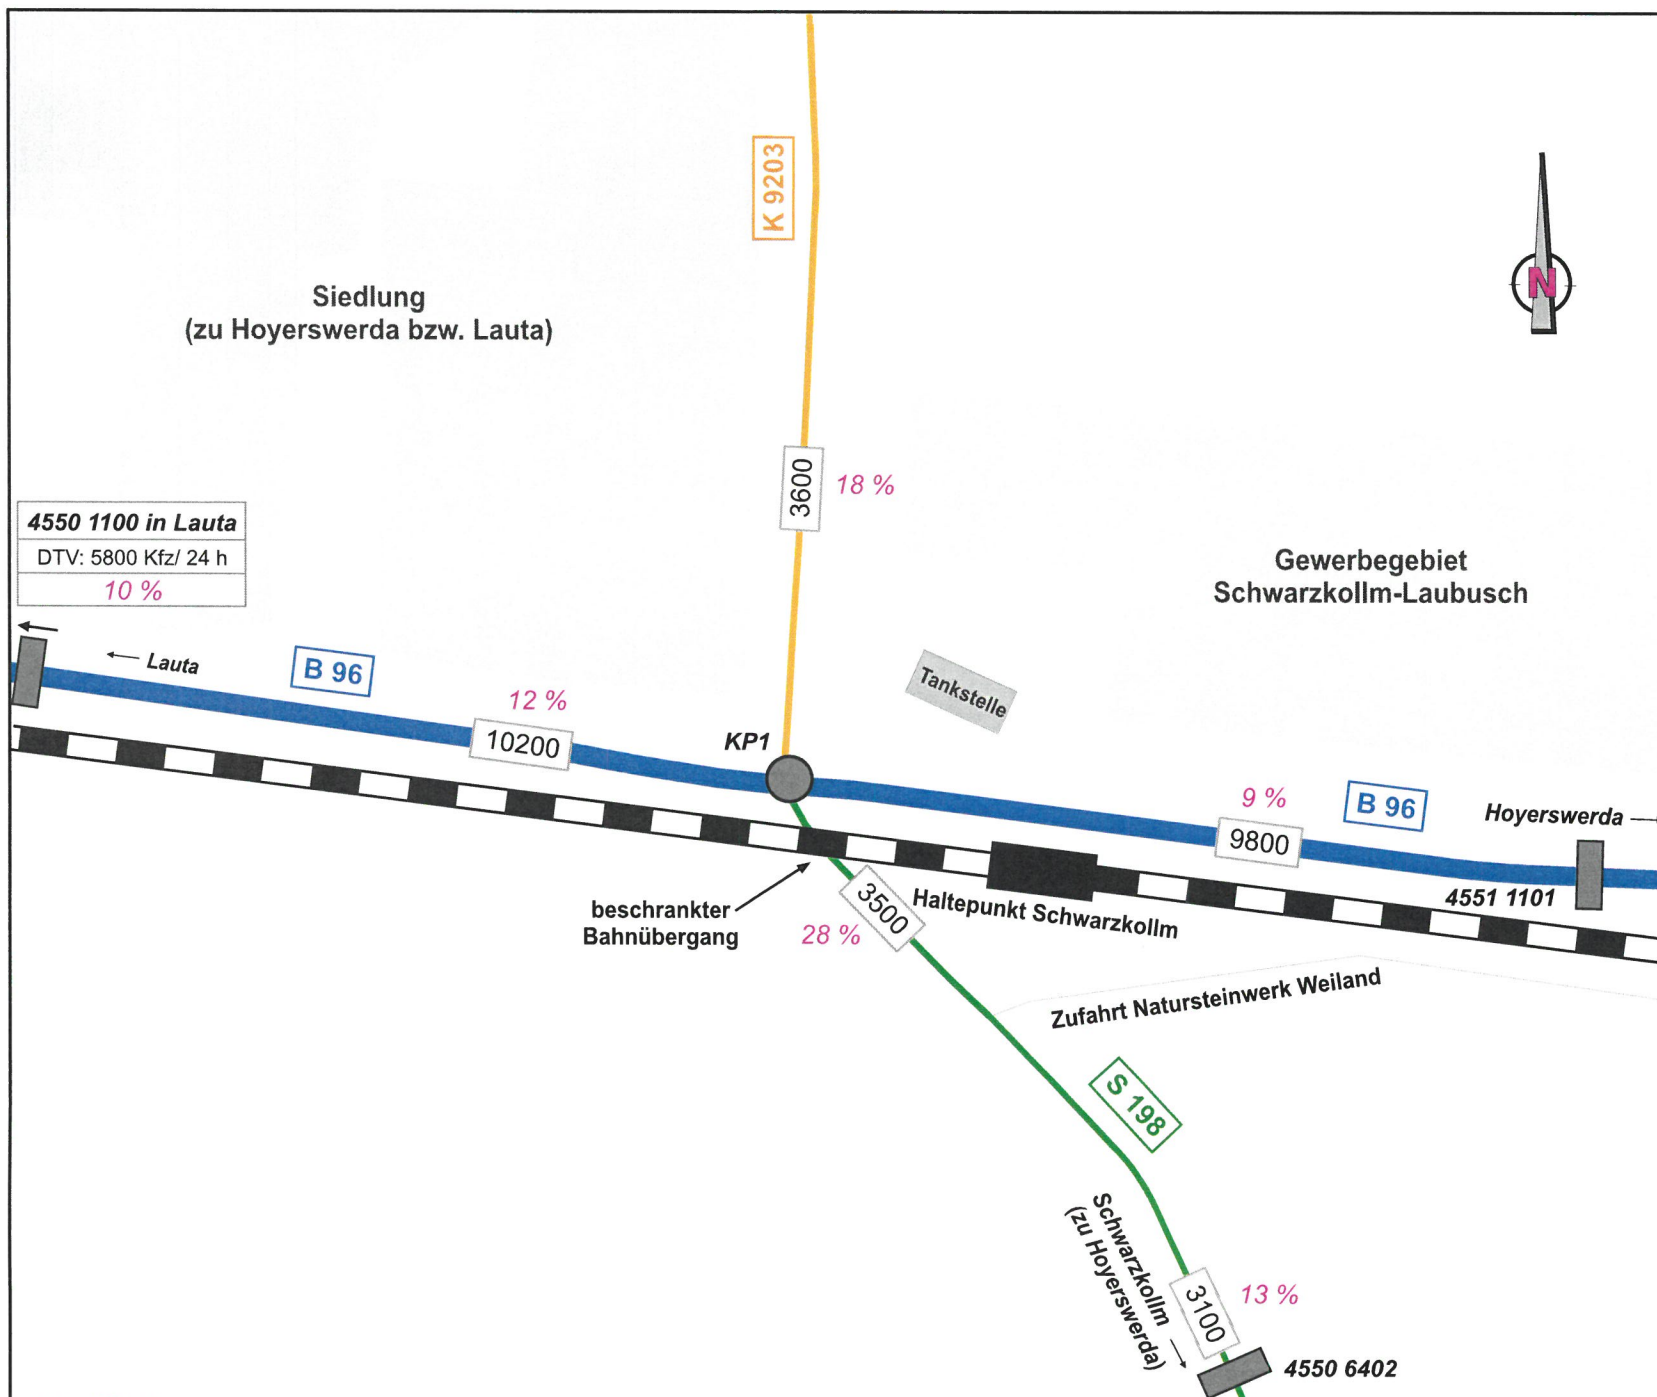 K 9203
N
Siedlung
(zu Hoyerswerda bzw. Lauta)
3600
18 %
4550 1100 in Lauta
DTV: 5800 Kfz/ 24 h
10 %
Gewerbegebiet
Schwarzkollm-Laubusch
← Lauta
B 96
12 %
10200
Tankstelle
KP1
9 %
B 96
Hoyerswerda →
9800
4551 1101
beschrankter
Bahnübergang
3500
28 %
Haltepunkt Schwarzkollm
Zufahrt Natursteinwerk Weiland
S 198
Schwarzkollm
(zu Hoyerswerda)
3100
13 %
4550 6402